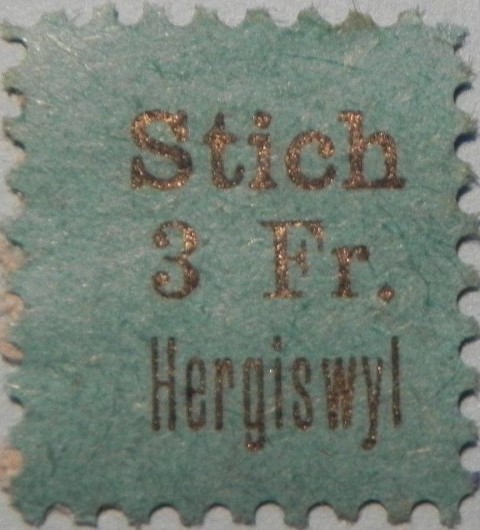 Stich
3 Fr.
Hergiswyl